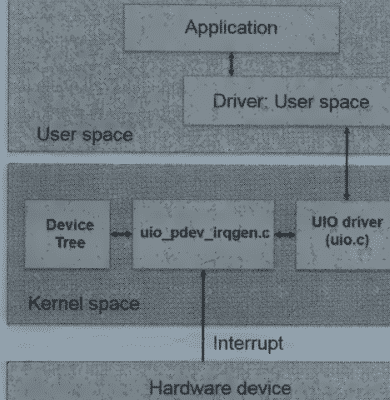 Application
Driver: User space
User space
Device
Tree
uio_pdev_irqgen.c
UIO driver
(uio.c)
Kernel space
Interrupt
Hardware device